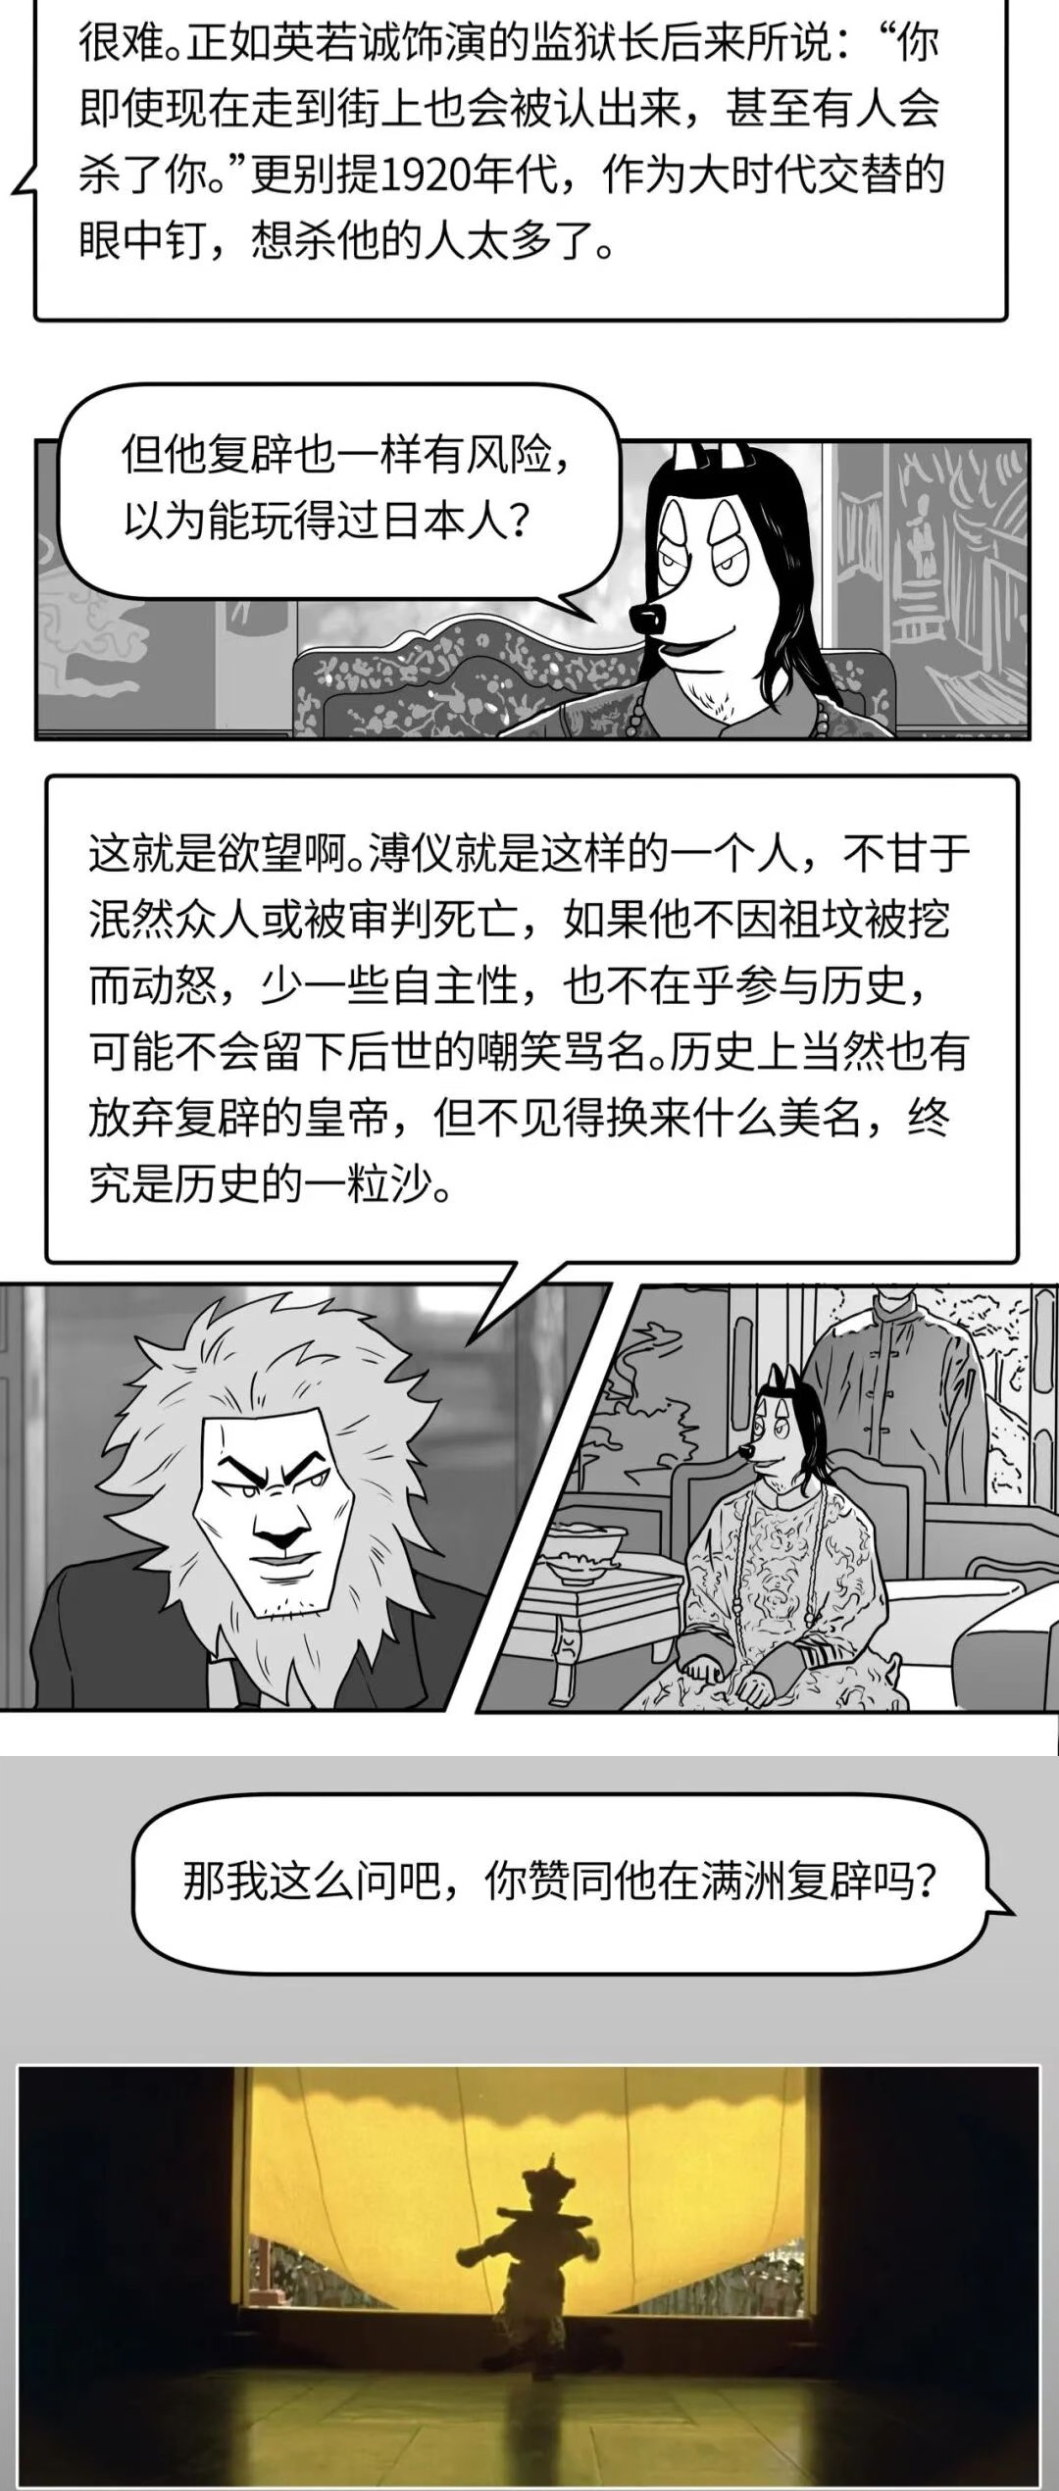 很难。正如英若诚饰演的监狱长后来所说：“你
即使现在走到街上也会被认出来，甚至有人会
杀了你。”更别提1920年代，作为大时代交替的
眼中钉，想杀他的人太多了。
但他复辟也一样有风险，
以为能玩得过日本人？
这就是欲望啊。溥仪就是这样的一个人，不甘于
泯然众人或被审判死亡，如果他不因祖坟被挖
而动怒，少一些自主性，也不在乎参与历史，
可能不会留下后世的嘲笑骂名。历史上当然也有
放弃复辟的皇帝，但不见得换来什么美名，终
究是历史的一粒沙。
那我这么问吧，你赞同他在满洲复辟吗？